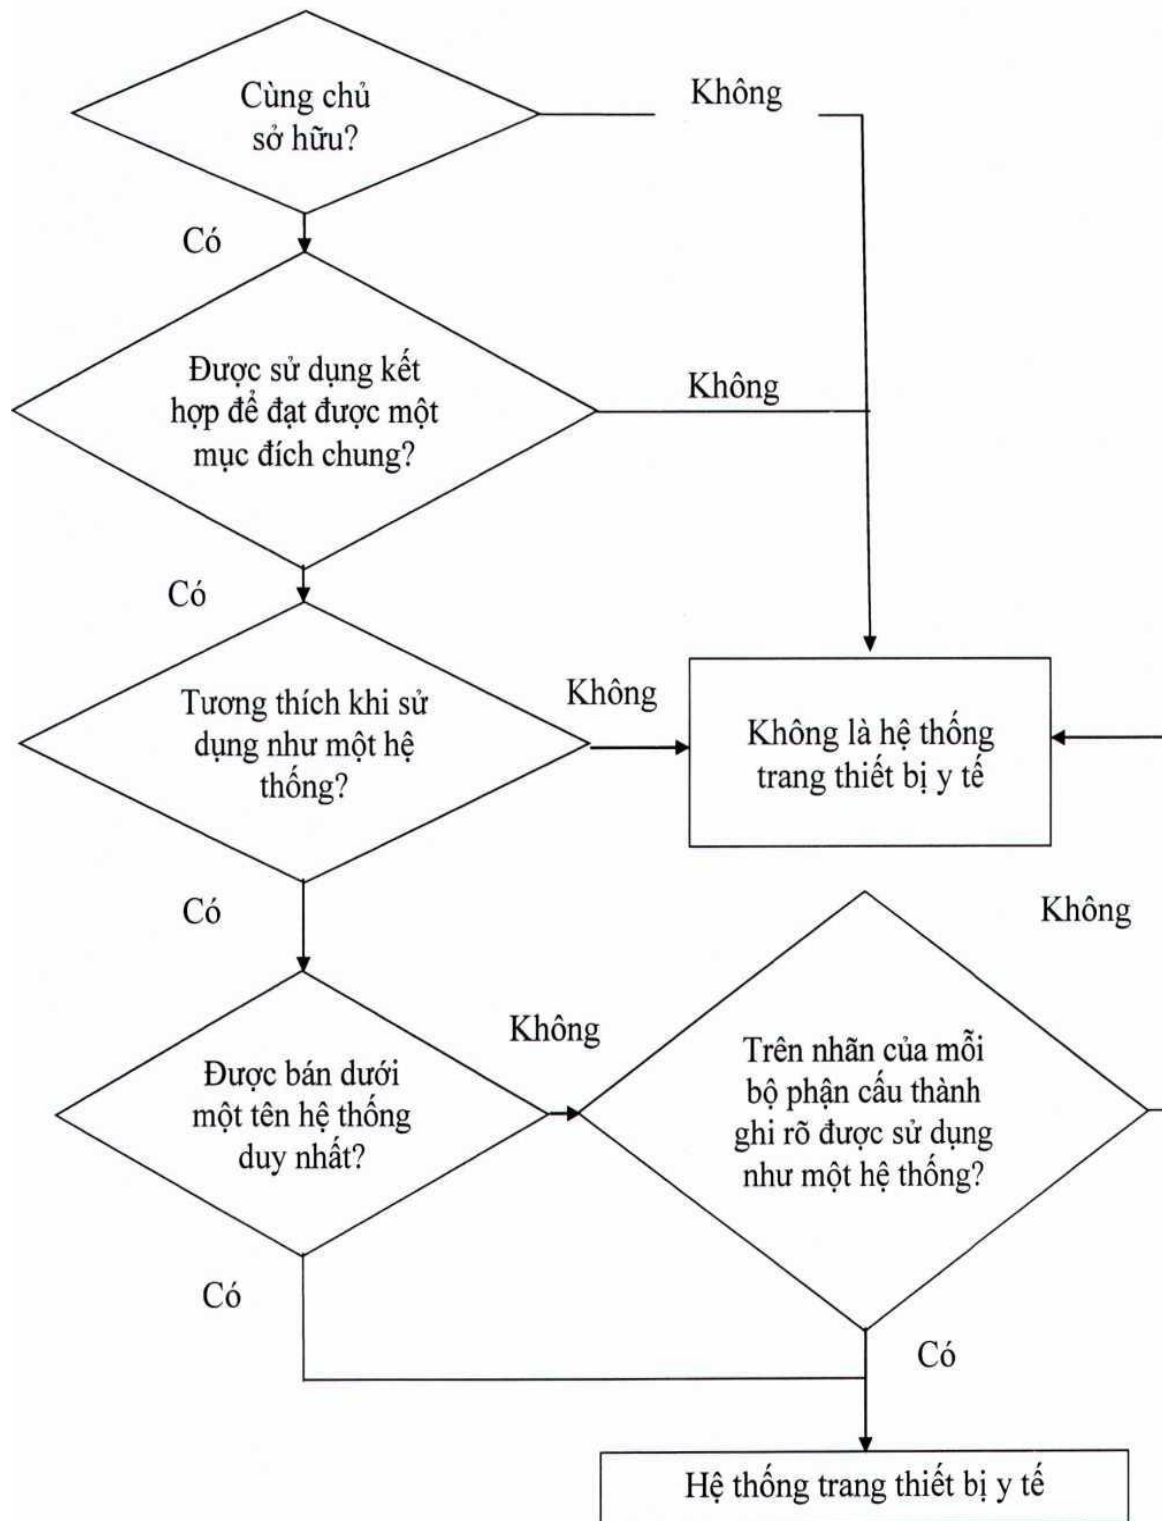 Cùng chủ
sở hữu?
Không
Có
Được sử dụng kết
hợp để đạt được một
mục đích chung?
Không
Có
Tương thích khi sử
dụng như một hệ
thống?
Không
Không là hệ thống
trang thiết bị y tế
Có
Không
Được bán dưới
một tên hệ thống
duy nhất?
Không
Trên nhãn của mỗi
bộ phận cấu thành
ghi rõ được sử dụng
như một hệ thống?
Có
Có
Hệ thống trang thiết bị y tế